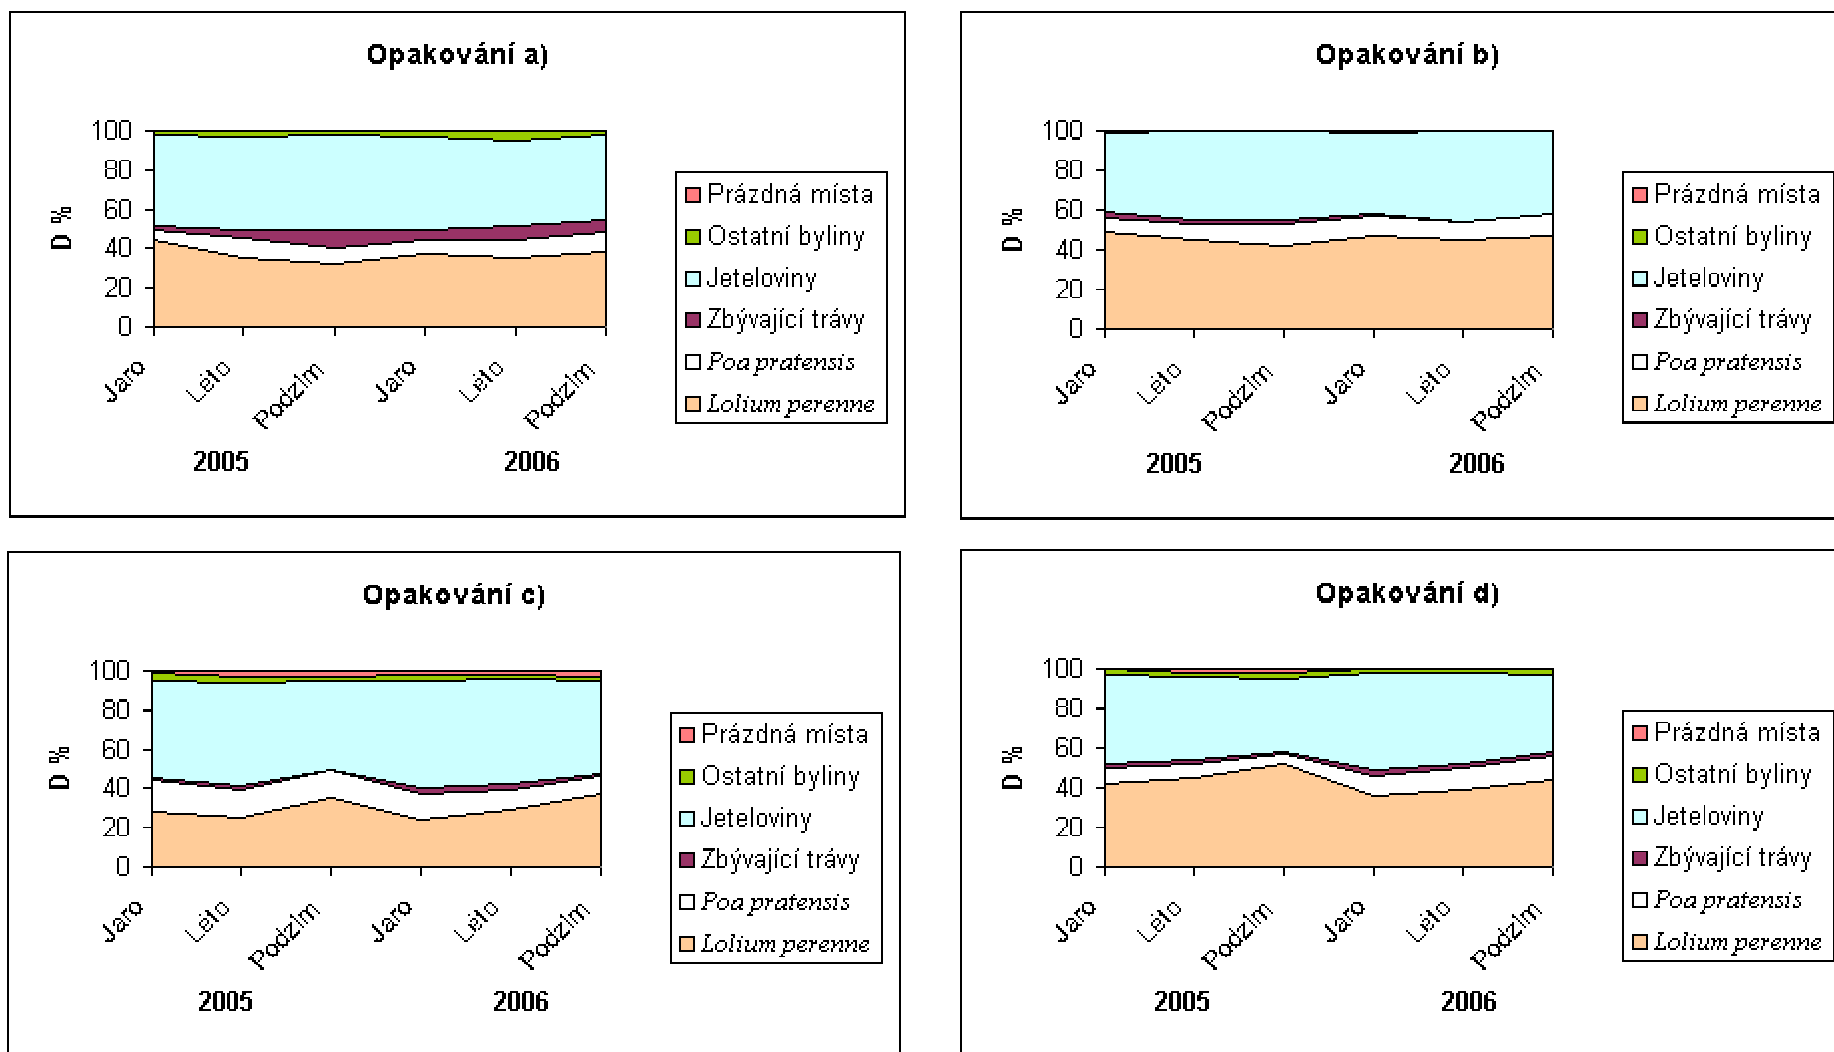 Opakování a)
D %
100
80
60
40
20
0
Jaro
Léto
Podzim
Jaro
Léto
Podzim
2005
2006
Prázdná místa
Ostatní byliny
Jeteloviny
Zbývající trávy
Poa pratensis
Lolium perenne
Opakování b)
D %
100
80
60
40
20
0
Jaro
Léto
Podzim
Jaro
Léto
Podzim
2005
2006
Prázdná místa
Ostatní byliny
Jeteloviny
Zbývající trávy
Poa pratensis
Lolium perenne
Opakování c)
D %
100
80
60
40
20
0
Jaro
Léto
Podzim
Jaro
Léto
Podzim
2005
2006
Prázdná místa
Ostatní byliny
Jeteloviny
Zbývající trávy
Poa pratensis
Lolium perenne
Opakování d)
D %
100
80
60
40
20
0
Jaro
Léto
Podzim
Jaro
Léto
Podzim
2005
2006
Prázdná místa
Ostatní byliny
Jeteloviny
Zbývající trávy
Poa pratensis
Lolium perenne